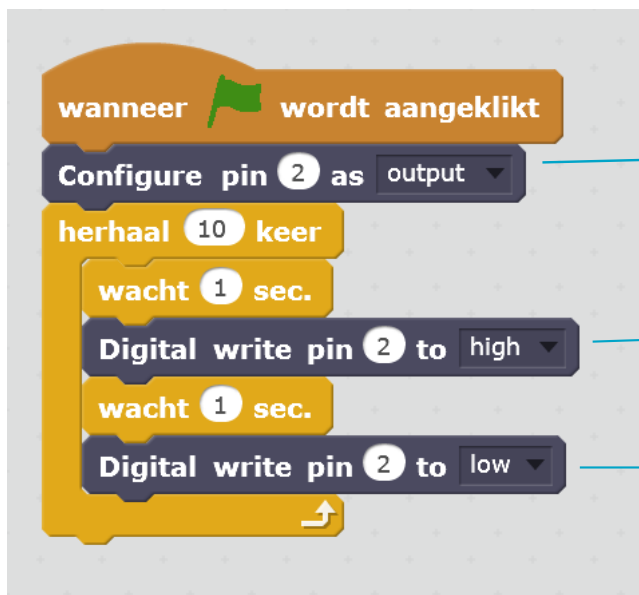 wanneer wordt aangeklikt
Configure pin 2 as output
herhaal 10 keer
wacht 1 sec.
Digital write pin 2 to high
wacht 1 sec.
Digital write pin 2 to low